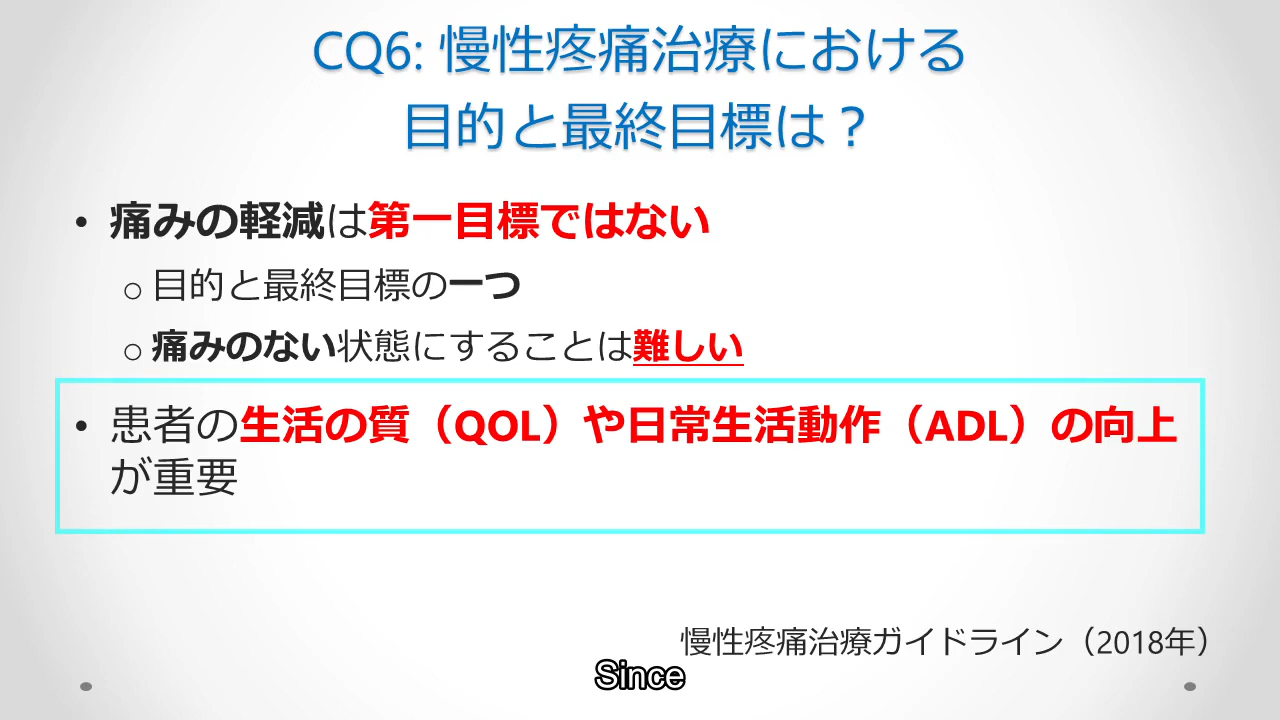 CQ6: 慢性疼痛治療における
目的と最終目標は？
• 痛みの軽減は第一目標ではない
o 目的と最終目標の一つ
o 痛みのない状態にすることは難しい
• 患者の生活の質（QOL）や日常生活動作（ADL）の向上
が重要
慢性疼痛治療ガイドライン（2018年）
Since